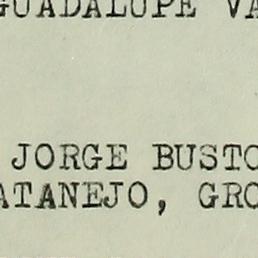 GUADALUPE VA
JORGE BUSTO
ATANEJO, GRO